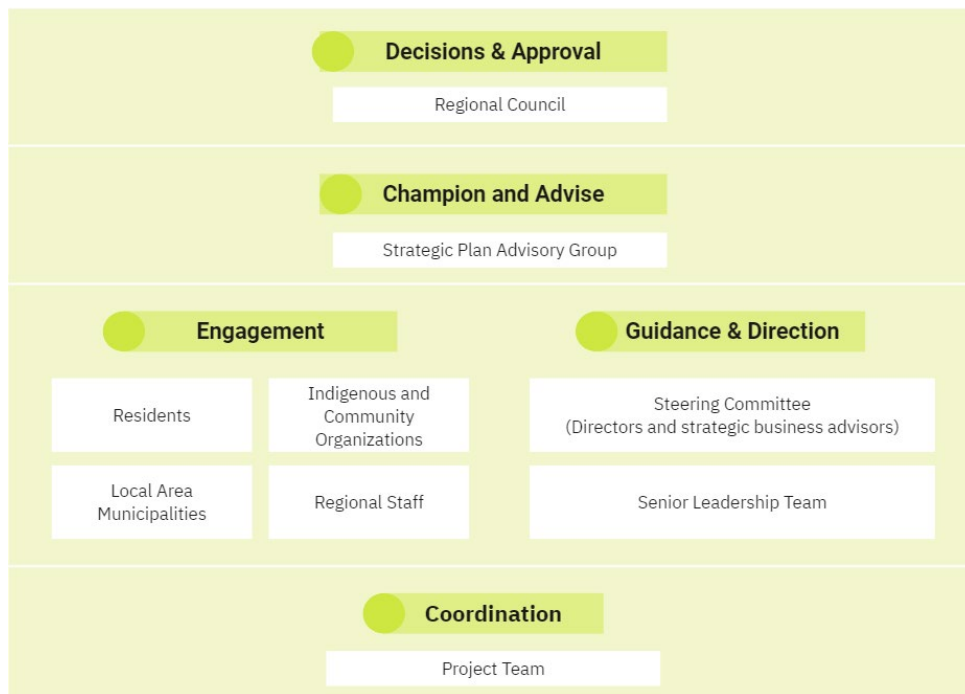 Decisions & Approval
Regional Council
Champion and Advise
Strategic Plan Advisory Group
Engagement
Residents
Indigenous and
Community
Organizations
Local Area
Municipalities
Regional Staff
Guidance & Direction
Steering Committee
(Directors and strategic business advisors)
Senior Leadership Team
Coordination
Project Team